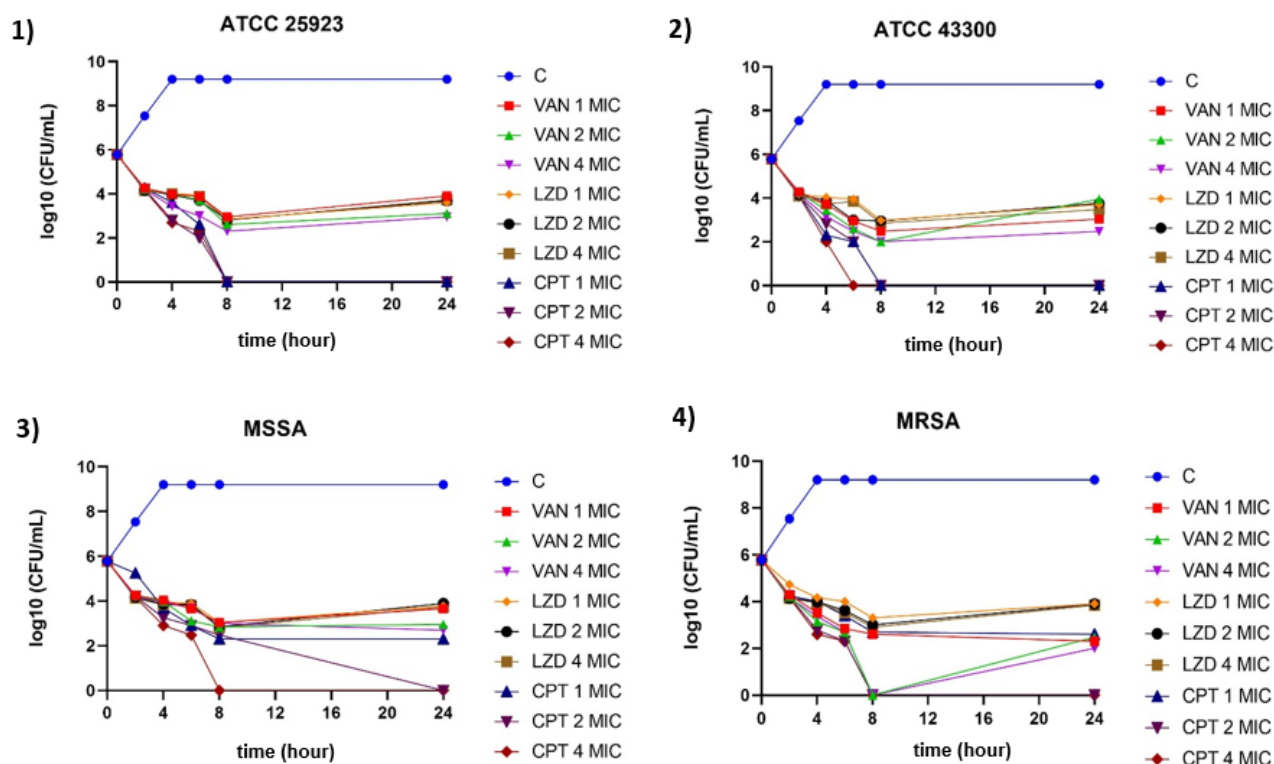 1)
ATCC 25923
log10 (CFU/mL)
10
8
6
4
2
0
0 4 8 12 16 20 24
time (hour)
C
VAN 1 MIC
VAN 2 MIC
VAN 4 MIC
LZD 1 MIC
LZD 2 MIC
LZD 4 MIC
CPT 1 MIC
CPT 2 MIC
CPT 4 MIC
2)
ATCC 43300
log10 (CFU/mL)
10
8
6
4
2
0
0 4 8 12 16 20 24
time (hour)
C
VAN 1 MIC
VAN 2 MIC
VAN 4 MIC
LZD 1 MIC
LZD 2 MIC
LZD 4 MIC
CPT 1 MIC
CPT 2 MIC
CPT 4 MIC
3)
MSSA
log10 (CFU/mL)
10
8
6
4
2
0
0 4 8 12 16 20 24
time (hour)
C
VAN 1 MIC
VAN 2 MIC
VAN 4 MIC
LZD 1 MIC
LZD 2 MIC
LZD 4 MIC
CPT 1 MIC
CPT 2 MIC
CPT 4 MIC
4)
MRSA
log10 (CFU/mL)
10
8
6
4
2
0
0 4 8 12 16 20 24
time (hour)
C
VAN 1 MIC
VAN 2 MIC
VAN 4 MIC
LZD 1 MIC
LZD 2 MIC
LZD 4 MIC
CPT 1 MIC
CPT 2 MIC
CPT 4 MIC